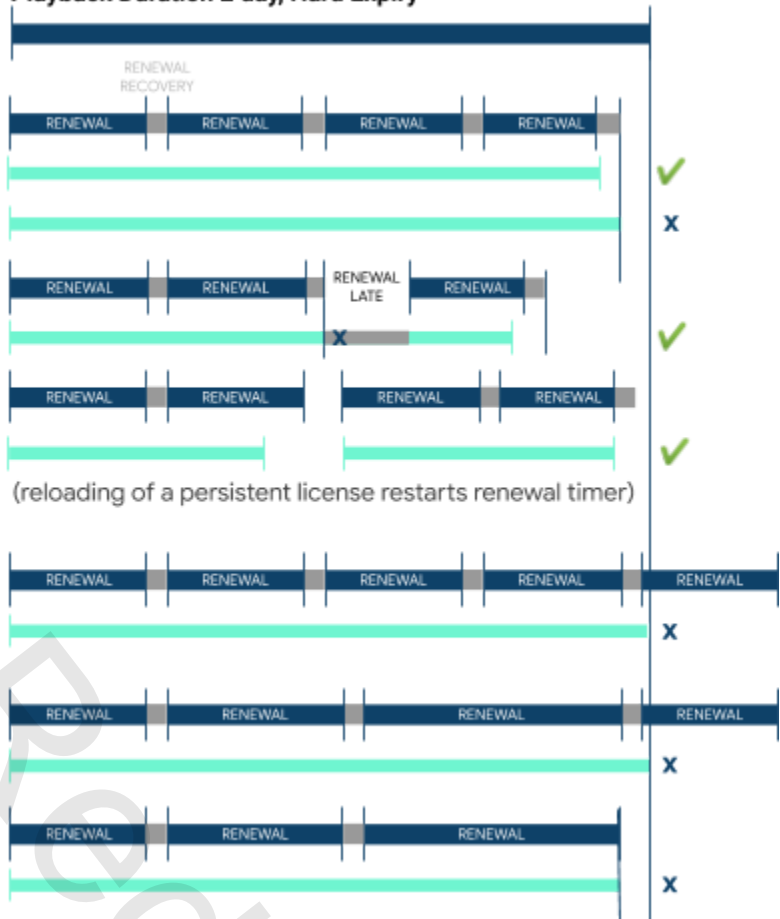 Playback Duration 2 day, Hard Expiry
RENEWAL
RECOVERY
RENEWAL RENEWAL RENEWAL RENEWAL
X
RENEWAL RENEWAL RENEWAL
LATE RENEWAL
X
RENEWAL RENEWAL RENEWAL RENEWAL
(reloading of a persistent license restarts renewal timer)
RENEWAL RENEWAL RENEWAL RENEWAL RENEWAL
X
RENEWAL RENEWAL RENEWAL RENEWAL
X
RENEWAL RENEWAL RENEWAL
X